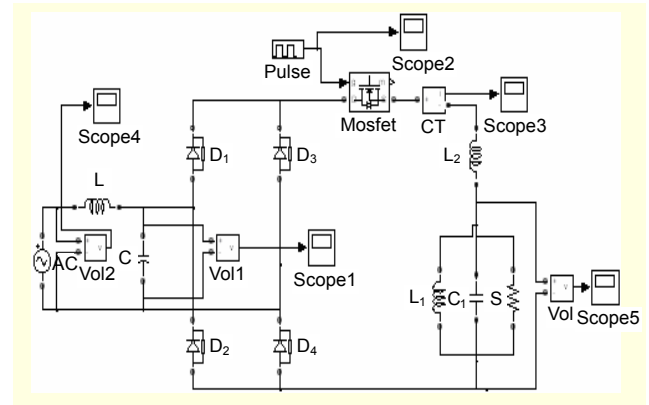 Pulse
Scope2
Mosfet
CT
Scope3
Scope4
D1
D3
L2
L
AC
Vol2
C
Vol1
Scope1
L1
C1
S
Vol
Scope5
D2
D4